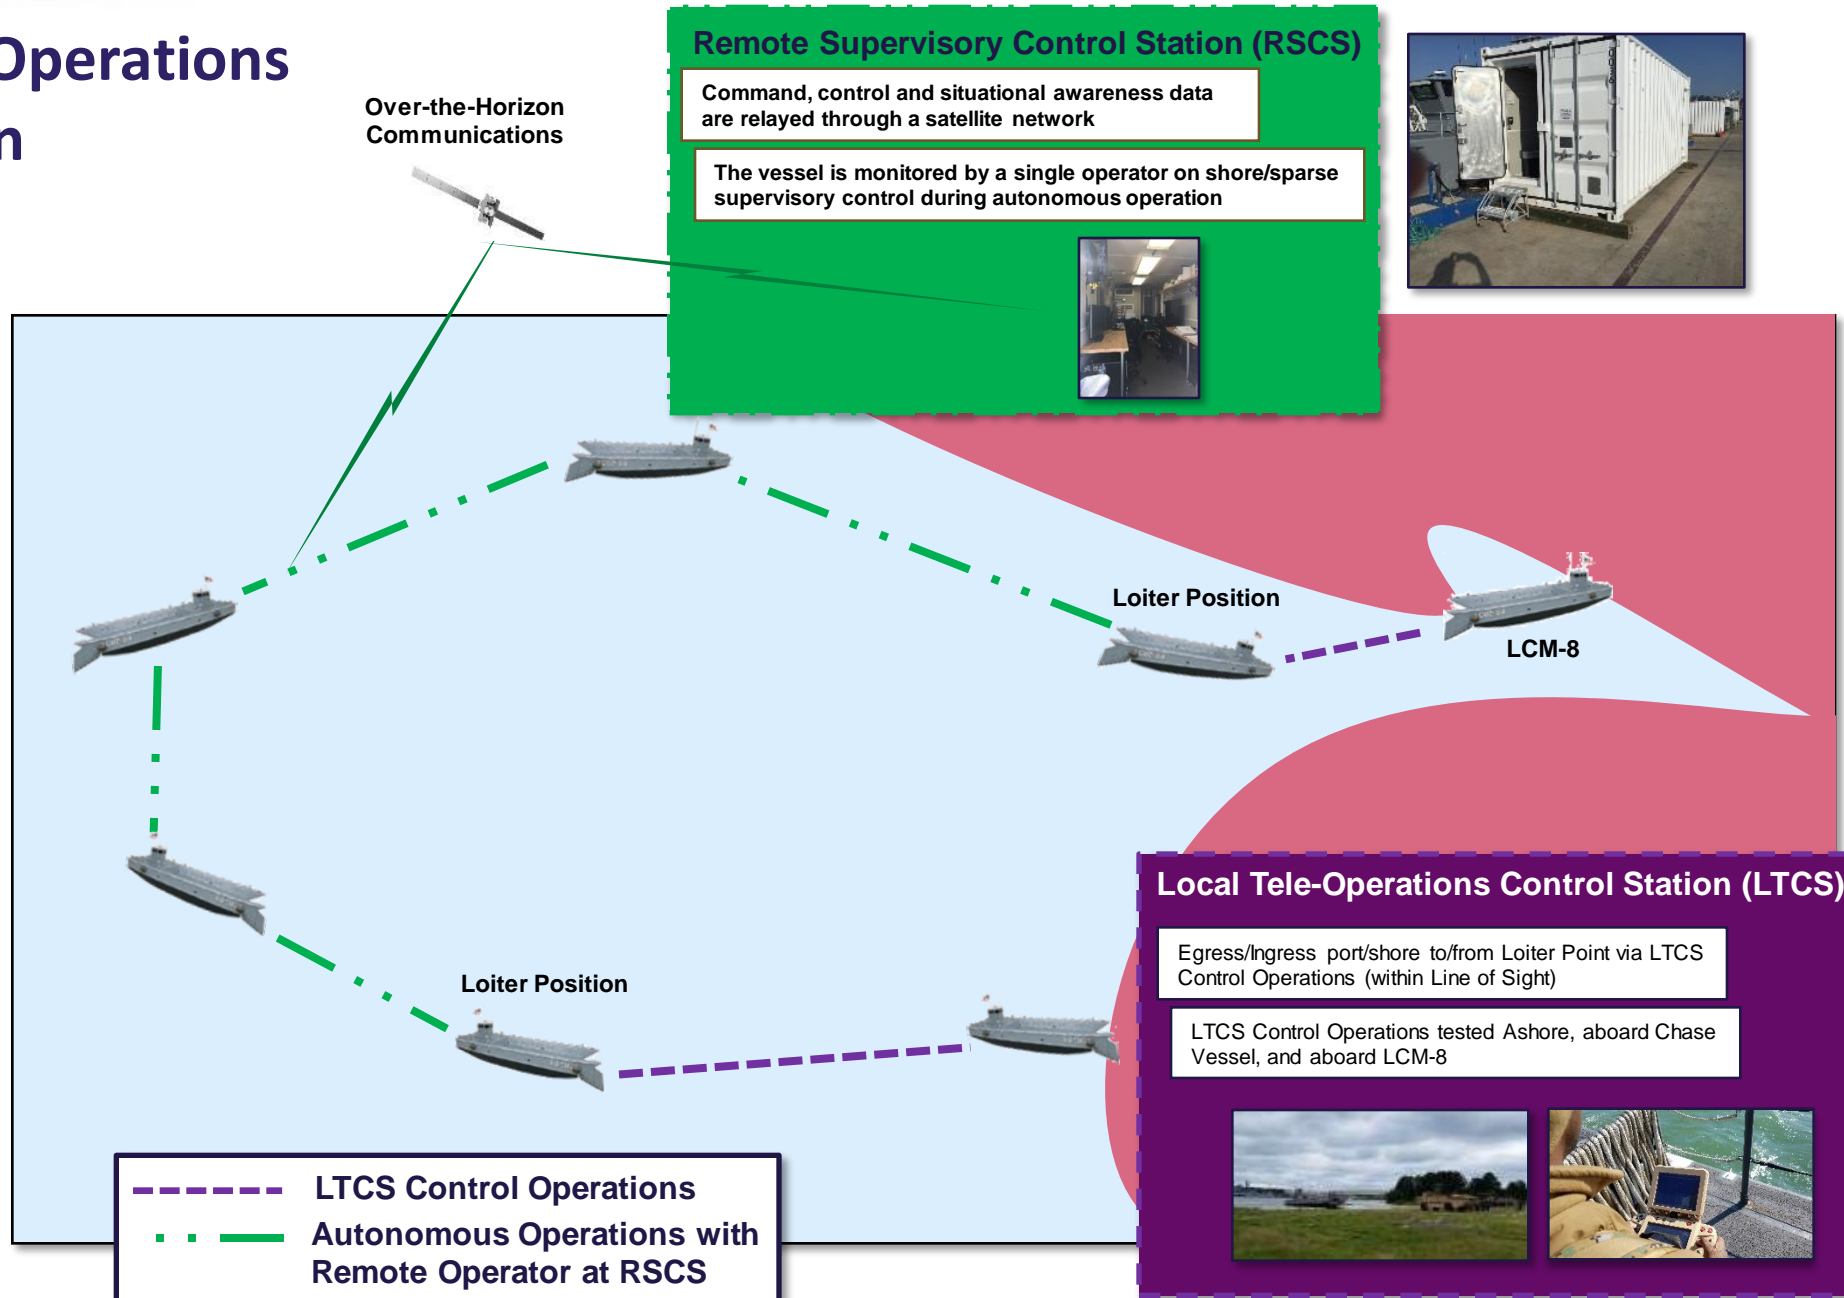 Operations
n
Over-the-Horizon
Communications
Remote Supervisory Control Station (RSCS)
Command, control and situational awareness data
are relayed through a satellite network
The vessel is monitored by a single operator on shore/sparse
supervisory control during autonomous operation
Loiter Position
LCM-8
Loiter Position
Local Tele-Operations Control Station (LTCS)
Egress/Ingress port/shore to/from Loiter Point via LTCS
Control Operations (within Line of Sight)
LTCS Control Operations tested Ashore, aboard Chase
Vessel, and aboard LCM-8
LTCS Control Operations
Autonomous Operations with
Remote Operator at RSCS